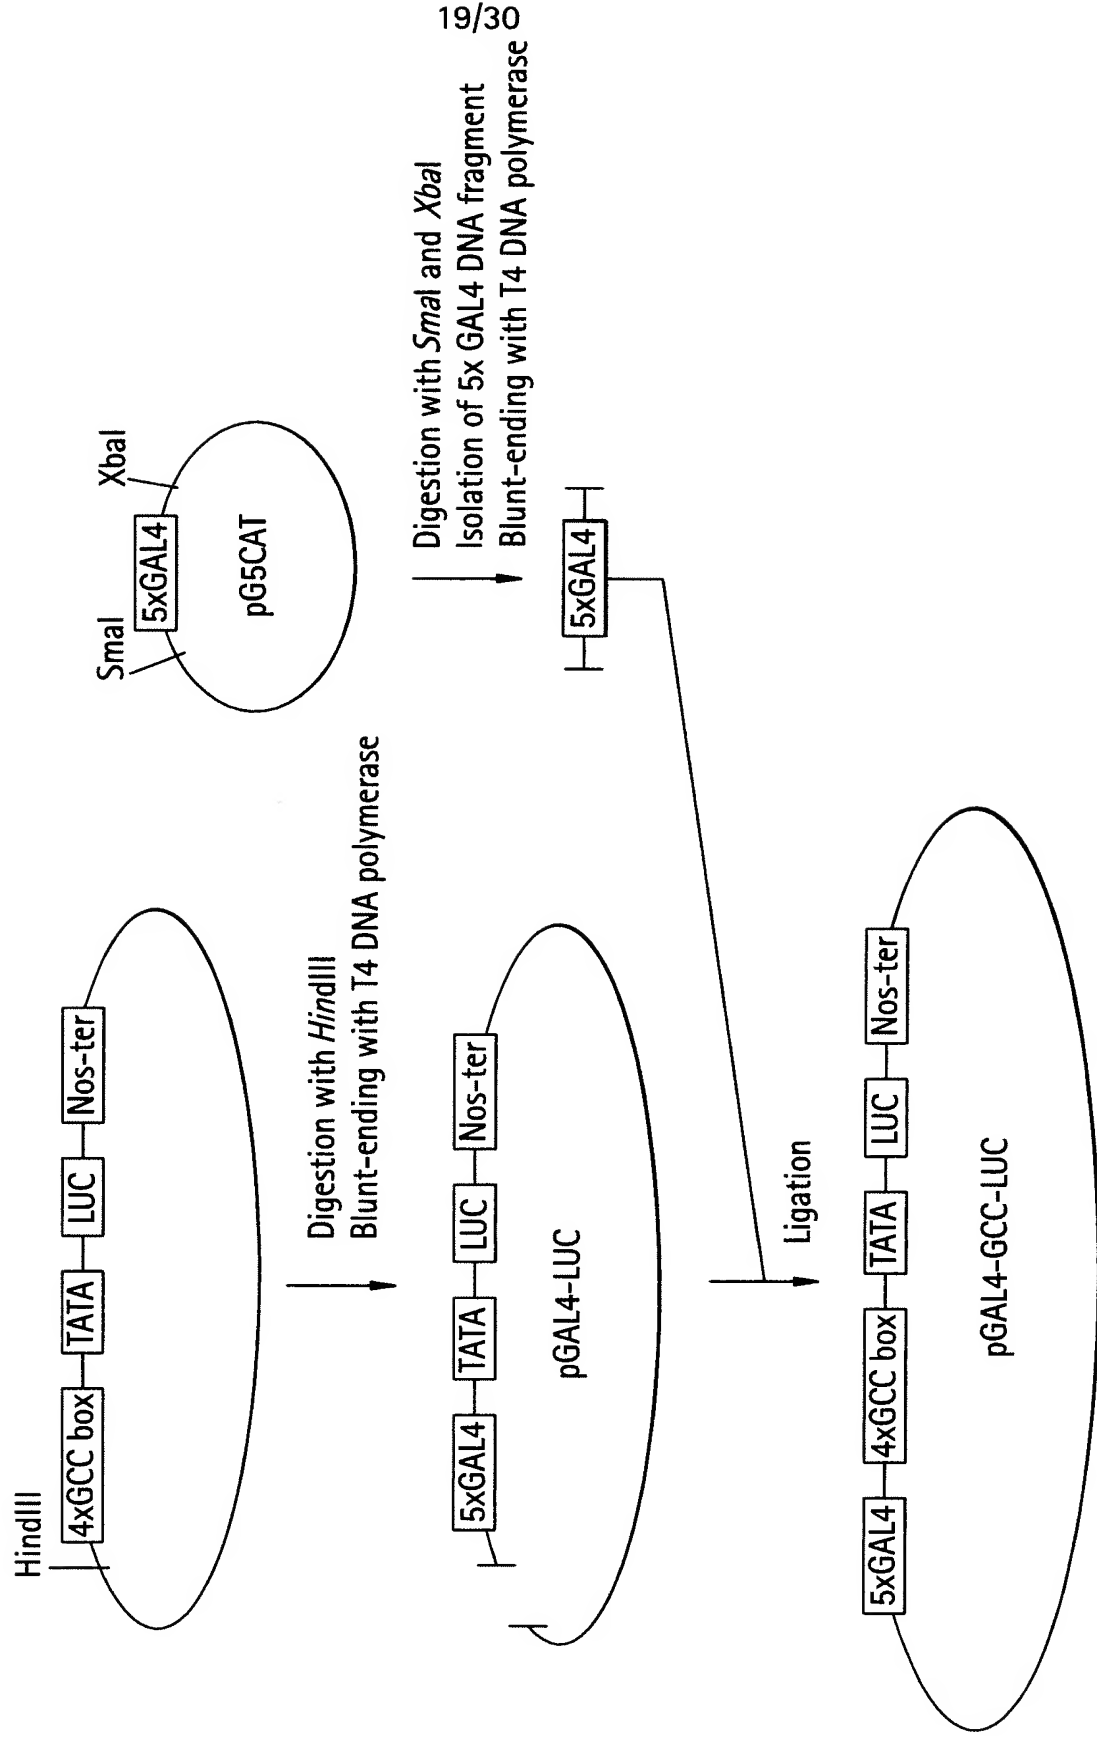 19/30
HindIII
4xGCC box
TATA
LUC
Nos-ter
SmaI
5xGAL4
XbaI
pG5CAT
Digestion with HindIII
Blunt-ending with T4 DNA polymerase
Digestion with SmaI and XbaI
Isolation of 5x GAL4 DNA fragment
Blunt-ending with T4 DNA polymerase
5xGAL4
TATA
LUC
Nos-ter
pGAL4-LUC
5xGAL4
Ligation
5xGAL4
4xGCC box
TATA
LUC
Nos-ter
pGAL4-GCC-LUC